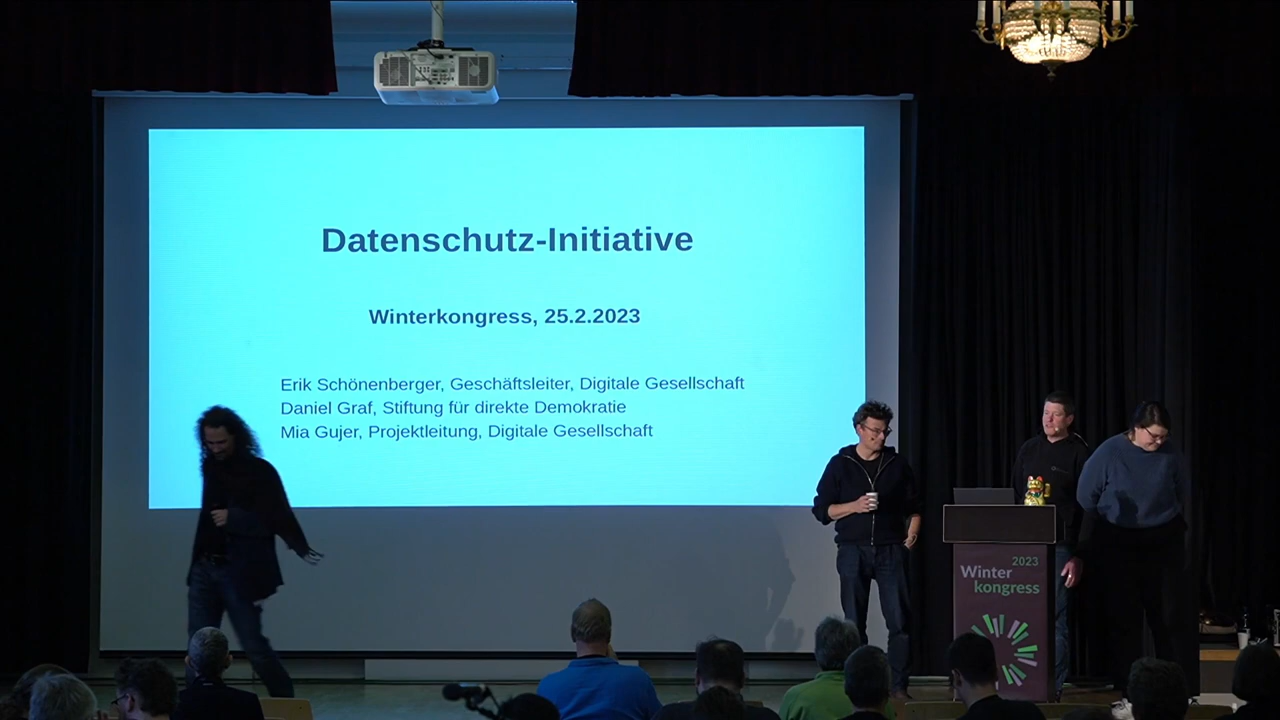 Datenschutz-Initiative
Winterkongress, 25.2.2023
Erik Schönenberger, Geschäftsleiter, Digitale Gesellschaft
Daniel Graf, Stiftung für direkte Demokratie
Mia Gujer, Projektleitung, Digitale Gesellschaft
2023
Winter
kongress